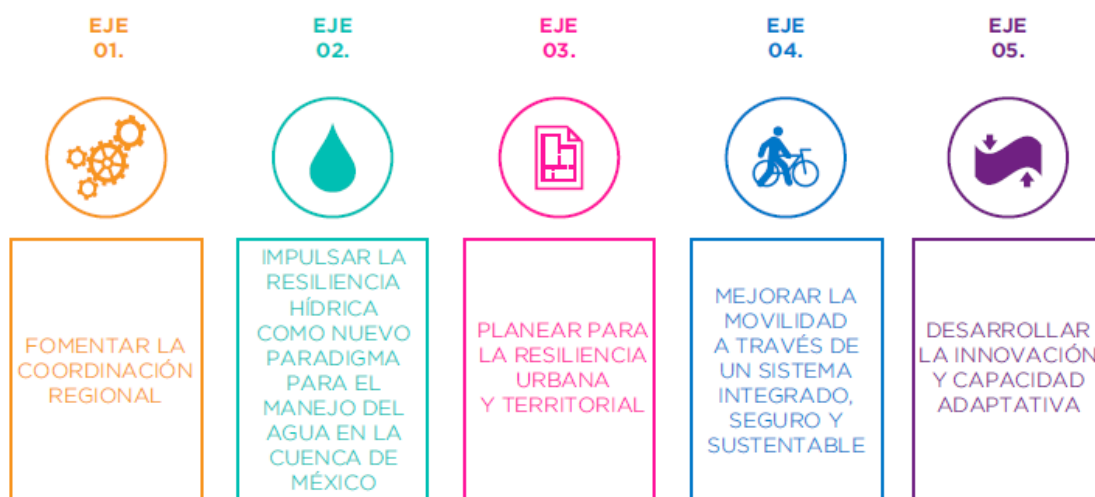 EJE
01.
FOMENTAR LA
COORDINACIÓN
REGIONAL
EJE
02.
IMPULSAR LA
RESILIENCIA
HÍDRICA
COMO NUEVO
PARADIGMA
PARA EL
MANEJO DEL
AGUA EN LA
CUENCA DE
MÉXICO
EJE
03.
PLANEAR PARA
LA RESILIENCIA
URBANA
Y TERRITORIAL
EJE
04.
MEJORAR LA
MOVILIDAD
A TRAVÉS DE
UN SISTEMA
INTEGRADO,
SEGURO Y
SUSTENTABLE
EJE
05.
DESARROLLAR
LA INNOVACIÓN
Y CAPACIDAD
ADAPTATIVA